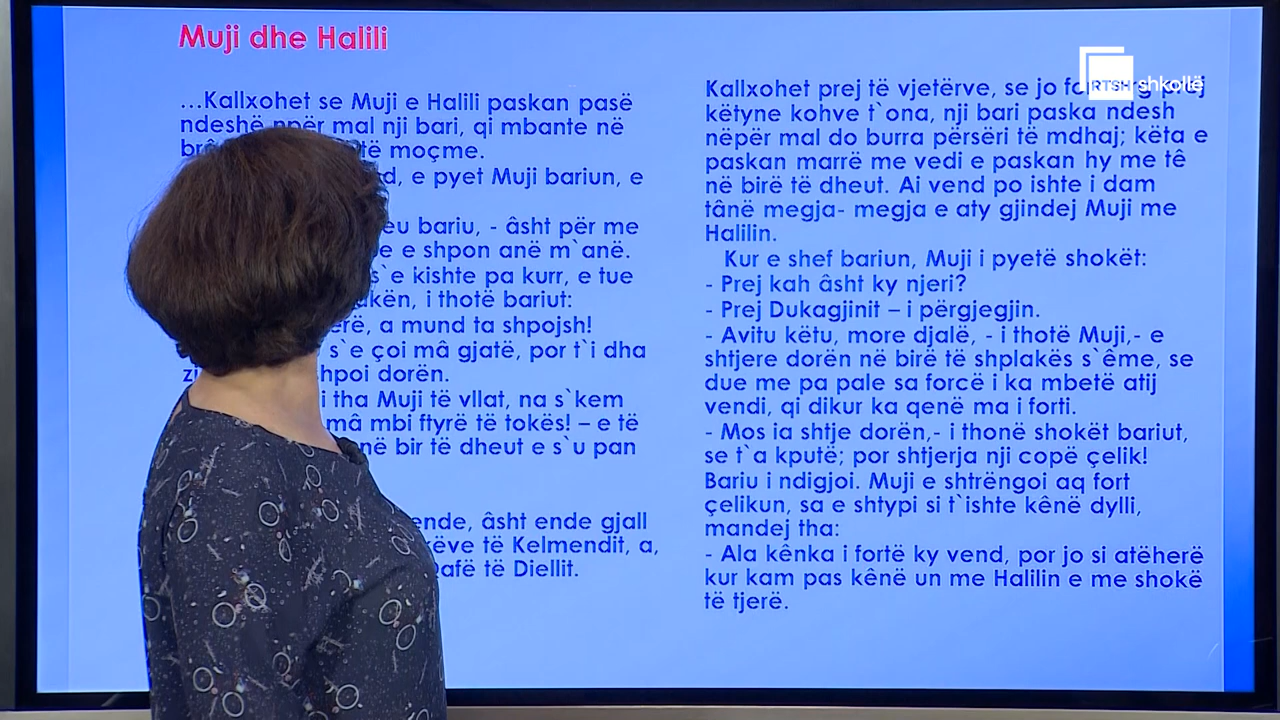 Muji dhe Halili
...Kallxohet se Muji e Halili paskan pasë
ndeshë npër mal nji bari, qi mbante në
të moçme.
e pyet Muji bariun, e
bariu, - âsht për me
e shpon anë m`anë.
s`e kishte pa kurr, e tue
i thotë bariut:
a mund ta shpojsh!
s`e çoi mâ gjatë, por t`i dha
dorën.
i tha Muji të vllat, na s`kem
mâ mbi ftyrë të tokës! – e të
në bir të dheut e s`u pan
âsht ende gjall
të Kelmendit, a,
të Diellit.
Kallxohet prej të vjetërve, se jo
këtyne kohve t`ona, nji bari paska ndesh
nëpër mal do burra përsëri të mdhaj; këta e
paskan marrë me vedi e paskan hy me tê
në birë të dheut. Ai vend po ishte i dam
tânë megja- megja e aty gjindej Muji me
Halilin.
Kur e shef bariun, Muji i pyetë shokët:
- Prej kah âsht ky njeri?
- Prej Dukagjinit – i përgjegjin.
- Avitu këtu, more djalë, - i thotë Muji,- e
shtjere dorën në birë të shplakës s`ême, se
due me pa pale sa forcë i ka mbetë atij
vendi, qi dikur ka qenë ma i forti.
- Mos ia shtje dorën,- i thonë shokët bariut,
se t`a kputë; por shtjerja nji copë çelik!
Bariu i ndigjoi. Muji e shtrëngoi aq fort
çelikun, sa e shtypi si t`ishte kênë dylli,
mandej tha:
- Ala kênka i fortë ky vend, por jo si atëherë
kur kam pas kênë un me Halilin e me shokë
të tjerë.
RTSH shkollë